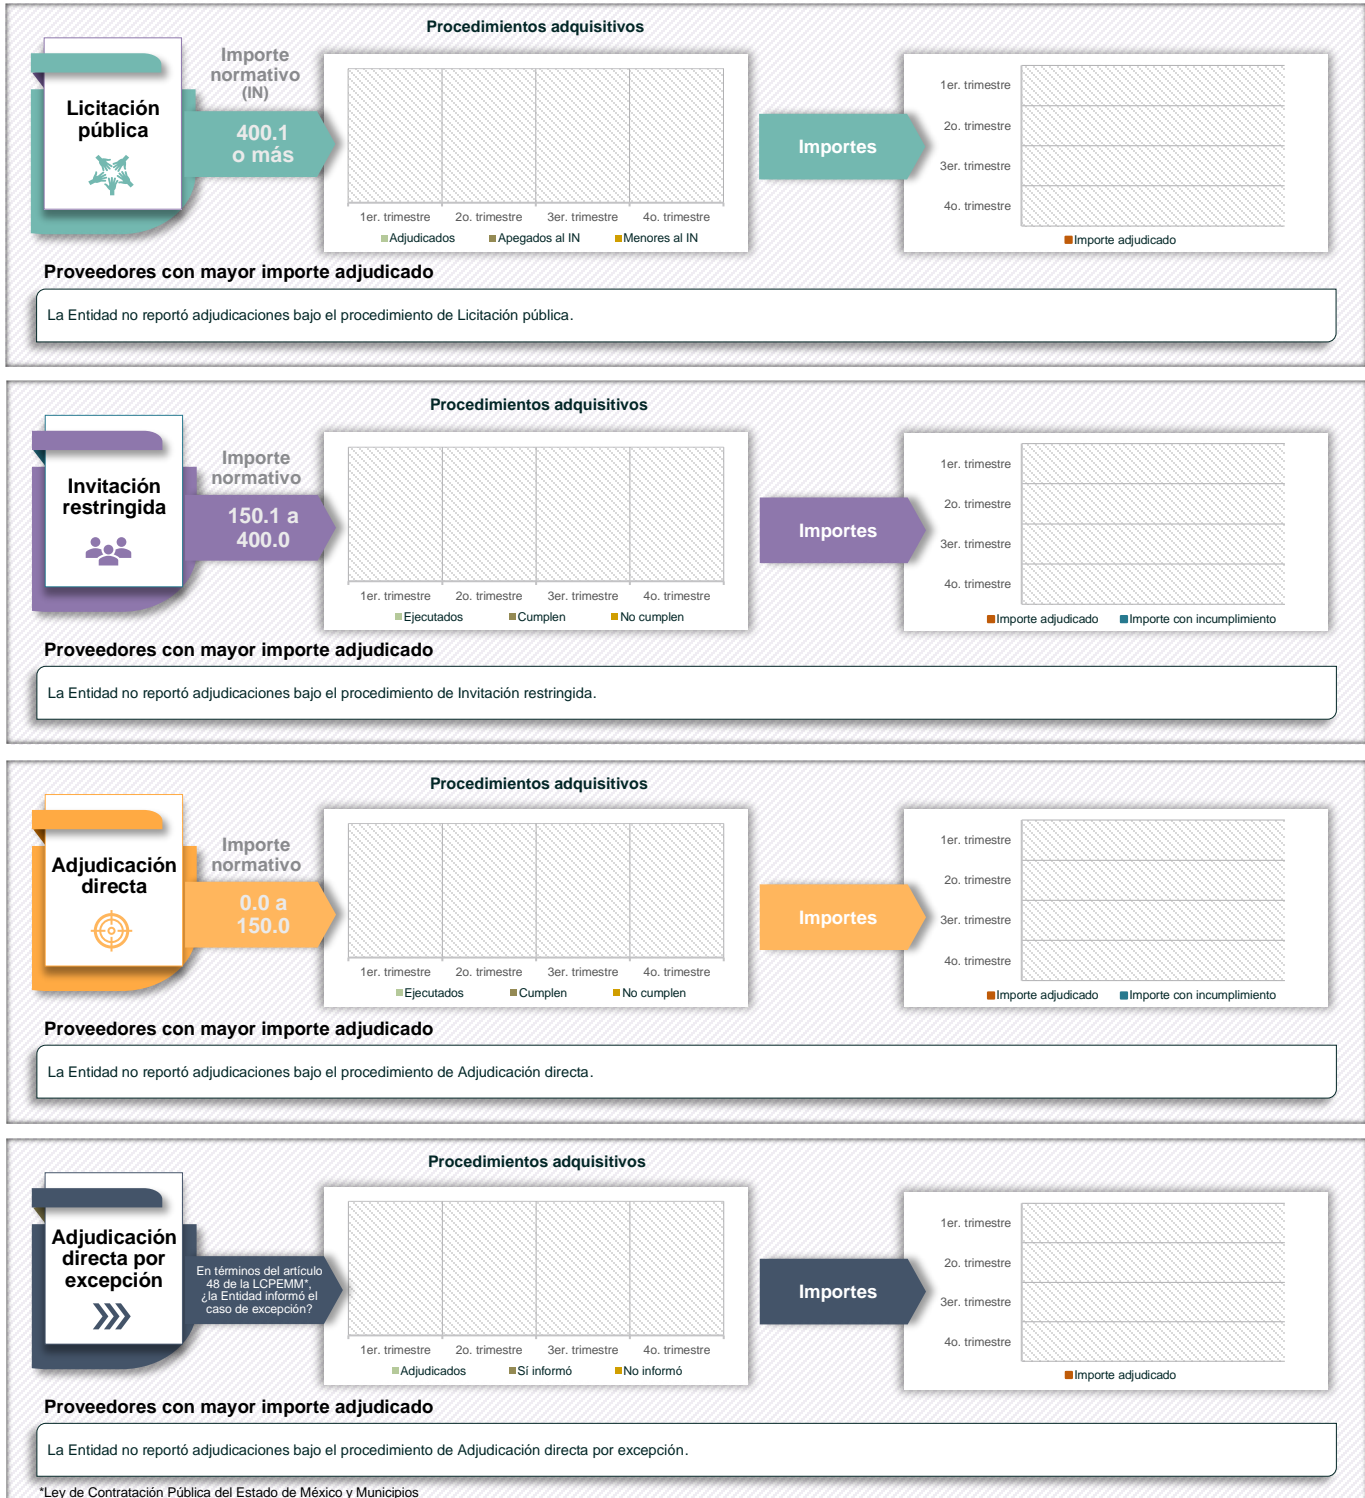 Procedimientos adquisitivos
Licitación
pública
Importe
normativo
(IN)
400.1
o más
1er. trimestre 2o. trimestre 3er. trimestre 4o. trimestre
Adjudicados Apegados al IN Menores al IN
Importes
1er. trimestre
2o. trimestre
3er. trimestre
4o. trimestre
Importe adjudicado
Proveedores con mayor importe adjudicado
La Entidad no reportó adjudicaciones bajo el procedimiento de Licitación pública.
Procedimientos adquisitivos
Invitación
restringida
Importe
normativo
150.1 a
400.0
1er. trimestre 2o. trimestre 3er. trimestre 4o. trimestre
Ejecutados Cumplen No cumplen
Importes
1er. trimestre
2o. trimestre
3er. trimestre
4o. trimestre
Importe adjudicado Importe con incumplimiento
Proveedores con mayor importe adjudicado
La Entidad no reportó adjudicaciones bajo el procedimiento de Invitación restringida.
Procedimientos adquisitivos
Adjudicación
directa
Importe
normativo
0.0 a
150.0
1er. trimestre 2o. trimestre 3er. trimestre 4o. trimestre
Ejecutados Cumplen No cumplen
Importes
1er. trimestre
2o. trimestre
3er. trimestre
4o. trimestre
Importe adjudicado Importe con incumplimiento
Proveedores con mayor importe adjudicado
La Entidad no reportó adjudicaciones bajo el procedimiento de Adjudicación directa.
Procedimientos adquisitivos
Adjudicación
directa por
excepción
En términos del artículo
48 de la LCPEMM*,
¿la Entidad informó el
caso de excepción?
1er. trimestre 2o. trimestre 3er. trimestre 4o. trimestre
Adjudicados Sí informó No informó
Importes
1er. trimestre
2o. trimestre
3er. trimestre
4o. trimestre
Importe adjudicado
Proveedores con mayor importe adjudicado
La Entidad no reportó adjudicaciones bajo el procedimiento de Adjudicación directa por excepción.
*Ley de Contratación Pública del Estado de México y Municipios